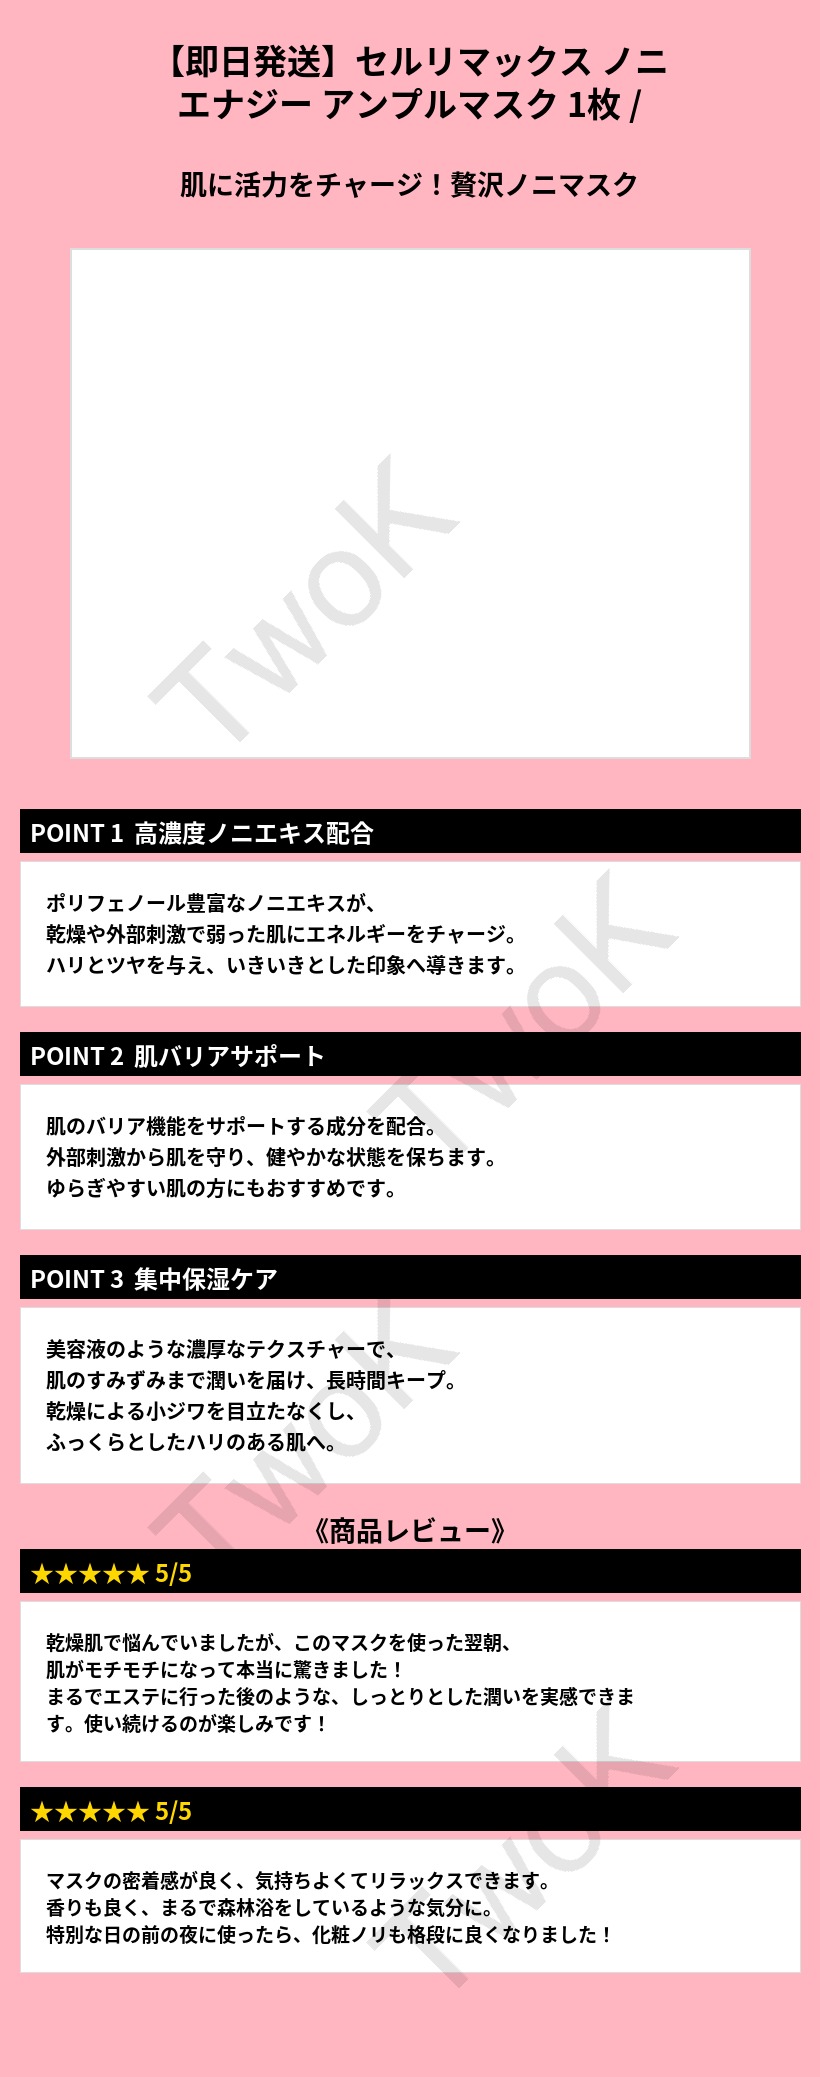 【即日発送】セルリマックス ノニ
エナジー アンプルマスク 1枚 /
肌に活力をチャージ！贅沢ノニマスク
TwoK
POINT 1 高濃度ノニエキス配合
ポリフェノール豊富なノニエキスが、
乾燥や外部刺激で弱った肌にエネルギーをチャージ。
ハリとツヤを与え、いきいきとした印象へ導きます。
TwoK
POINT 2 肌バリアサポート
肌のバリア機能をサポートする成分を配合。
外部刺激から肌を守り、健やかな状態を保ちます。
ゆらぎやすい肌の方にもおすすめです。
POINT 3 集中保湿ケア
美容液のような濃厚なテクスチャーで、
肌のすみずみまで潤いを届け、長時間キープ。
乾燥による小ジワを目立たなくし、
ふっくらとしたハリのある肌へ。
TwoK
《商品レビュー》
★★★★★ 5/5
乾燥肌で悩んでいましたが、このマスクを使った翌朝、
肌がモチモチになって本当に驚きました！
まるでエステに行った後のような、しっとりとした潤いを実感できま
す。使い続けるのが楽しみです！
★★★★★ 5/5
マスクの密着感が良く、気持ちよくてリラックスできます。
香りも良く、まるで森林浴をしているような気分に。
特別な日の前の夜に使ったら、化粧ノリも格段に良くなりました！
TwoK